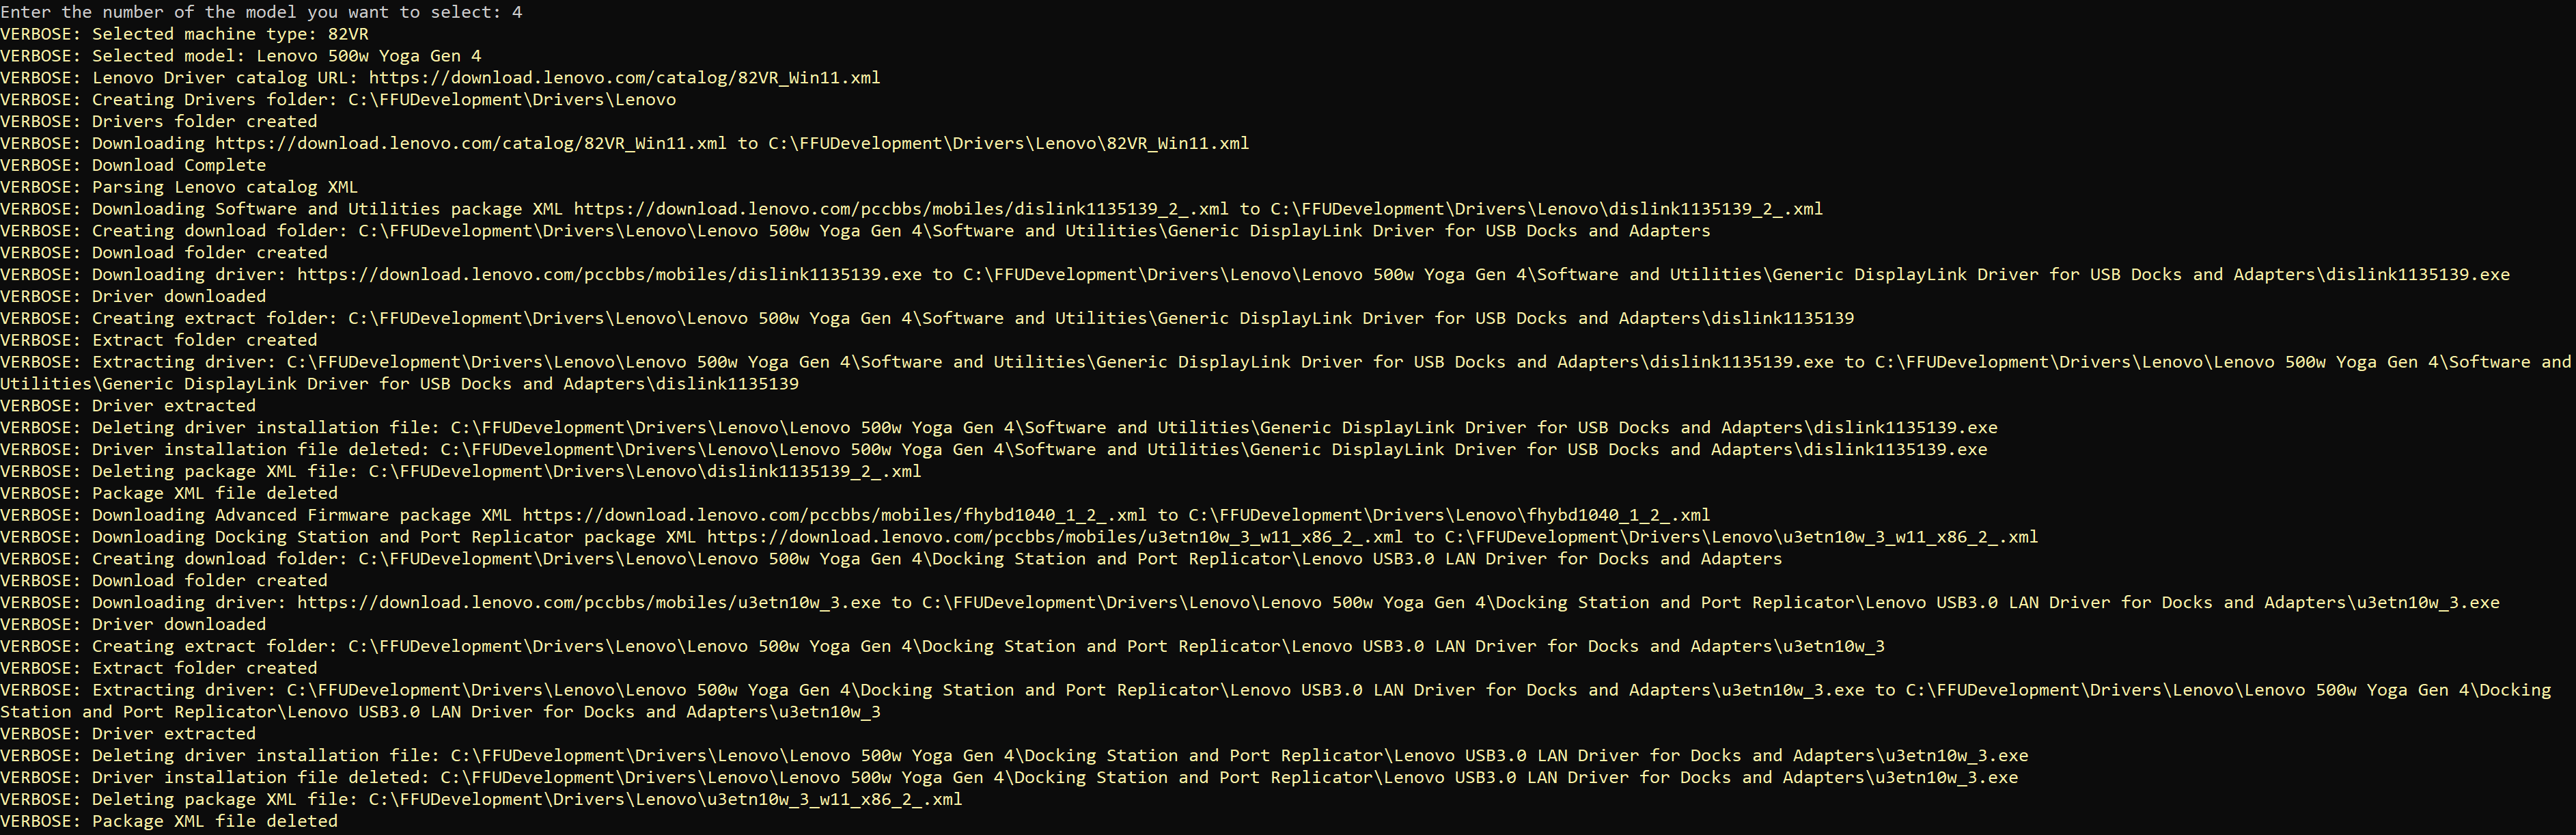 Enter the number of the model you want to select: 4
VERBOSE: Selected machine type: 82VR
VERBOSE: Selected model: Lenovo 500w Yoga Gen 4
VERBOSE: Lenovo Driver catalog URL: https://download.lenovo.com/catalog/82VR_Win11.xml
VERBOSE: Creating Drivers folder: C:\FFUDevelopment\Drivers\Lenovo
VERBOSE: Drivers folder created
VERBOSE: Downloading https://download.lenovo.com/catalog/82VR_Win11.xml to C:\FFUDevelopment\Drivers\Lenovo\82VR_Win11.xml
VERBOSE: Download Complete
VERBOSE: Parsing Lenovo catalog XML
VERBOSE: Downloading Software and Utilities package XML https://download.lenovo.com/pccbbs/mobiles/dislink1135139_2_.xml to C:\FFUDevelopment\Drivers\Lenovo\dislink1135139_2_.xml
VERBOSE: Creating download folder: C:\FFUDevelopment\Drivers\Lenovo\Lenovo 500w Yoga Gen 4\Software and Utilities\Generic DisplayLink Driver for USB Docks and Adapters
VERBOSE: Download folder created
VERBOSE: Downloading driver: https://download.lenovo.com/pccbbs/mobiles/dislink1135139.exe to C:\FFUDevelopment\Drivers\Lenovo\Lenovo 500w Yoga Gen 4\Software and Utilities\Generic DisplayLink Driver for USB Docks and Adapters\dislink1135139.exe
VERBOSE: Driver downloaded
VERBOSE: Creating extract folder: C:\FFUDevelopment\Drivers\Lenovo\Lenovo 500w Yoga Gen 4\Software and Utilities\Generic DisplayLink Driver for USB Docks and Adapters\dislink1135139
VERBOSE: Extract folder created
VERBOSE: Extracting driver: C:\FFUDevelopment\Drivers\Lenovo\Lenovo 500w Yoga Gen 4\Software and Utilities\Generic DisplayLink Driver for USB Docks and Adapters\dislink1135139.exe to C:\FFUDevelopment\Drivers\Lenovo\Lenovo 500w Yoga Gen 4\Software and
Utilities\Generic DisplayLink Driver for USB Docks and Adapters\dislink1135139
VERBOSE: Driver extracted
VERBOSE: Deleting driver installation file: C:\FFUDevelopment\Drivers\Lenovo\Lenovo 500w Yoga Gen 4\Software and Utilities\Generic DisplayLink Driver for USB Docks and Adapters\dislink1135139.exe
VERBOSE: Driver installation file deleted: C:\FFUDevelopment\Drivers\Lenovo\Lenovo 500w Yoga Gen 4\Software and Utilities\Generic DisplayLink Driver for USB Docks and Adapters\dislink1135139.exe
VERBOSE: Deleting package XML file: C:\FFUDevelopment\Drivers\Lenovo\dislink1135139_2_.xml
VERBOSE: Package XML file deleted
VERBOSE: Downloading Advanced Firmware package XML https://download.lenovo.com/pccbbs/mobiles/fhybd1040_1_2_.xml to C:\FFUDevelopment\Drivers\Lenovo\fhybd1040_1_2_.xml
VERBOSE: Downloading Docking Station and Port Replicator package XML https://download.lenovo.com/pccbbs/mobiles/u3etn10w_3_w11_x86_2_.xml to C:\FFUDevelopment\Drivers\Lenovo\u3etn10w_3_w11_x86_2_.xml
VERBOSE: Creating download folder: C:\FFUDevelopment\Drivers\Lenovo\Lenovo 500w Yoga Gen 4\Docking Station and Port Replicator\Lenovo USB3.0 LAN Driver for Docks and Adapters
VERBOSE: Download folder created
VERBOSE: Downloading driver: https://download.lenovo.com/pccbbs/mobiles/u3etn10w_3.exe to C:\FFUDevelopment\Drivers\Lenovo\Lenovo 500w Yoga Gen 4\Docking Station and Port Replicator\Lenovo USB3.0 LAN Driver for Docks and Adapters\u3etn10w_3.exe
VERBOSE: Driver downloaded
VERBOSE: Creating extract folder: C:\FFUDevelopment\Drivers\Lenovo\Lenovo 500w Yoga Gen 4\Docking Station and Port Replicator\Lenovo USB3.0 LAN Driver for Docks and Adapters\u3etn10w_3
VERBOSE: Extract folder created
VERBOSE: Extracting driver: C:\FFUDevelopment\Drivers\Lenovo\Lenovo 500w Yoga Gen 4\Docking Station and Port Replicator\Lenovo USB3.0 LAN Driver for Docks and Adapters\u3etn10w_3.exe to C:\FFUDevelopment\Drivers\Lenovo\Lenovo 500w Yoga Gen 4\Docking
Station and Port Replicator\Lenovo USB3.0 LAN Driver for Docks and Adapters\u3etn10w_3
VERBOSE: Driver extracted
VERBOSE: Deleting driver installation file: C:\FFUDevelopment\Drivers\Lenovo\Lenovo 500w Yoga Gen 4\Docking Station and Port Replicator\Lenovo USB3.0 LAN Driver for Docks and Adapters\u3etn10w_3.exe
VERBOSE: Driver installation file deleted: C:\FFUDevelopment\Drivers\Lenovo\Lenovo 500w Yoga Gen 4\Docking Station and Port Replicator\Lenovo USB3.0 LAN Driver for Docks and Adapters\u3etn10w_3.exe
VERBOSE: Deleting package XML file: C:\FFUDevelopment\Drivers\Lenovo\u3etn10w_3_w11_x86_2_.xml
VERBOSE: Package XML file deleted